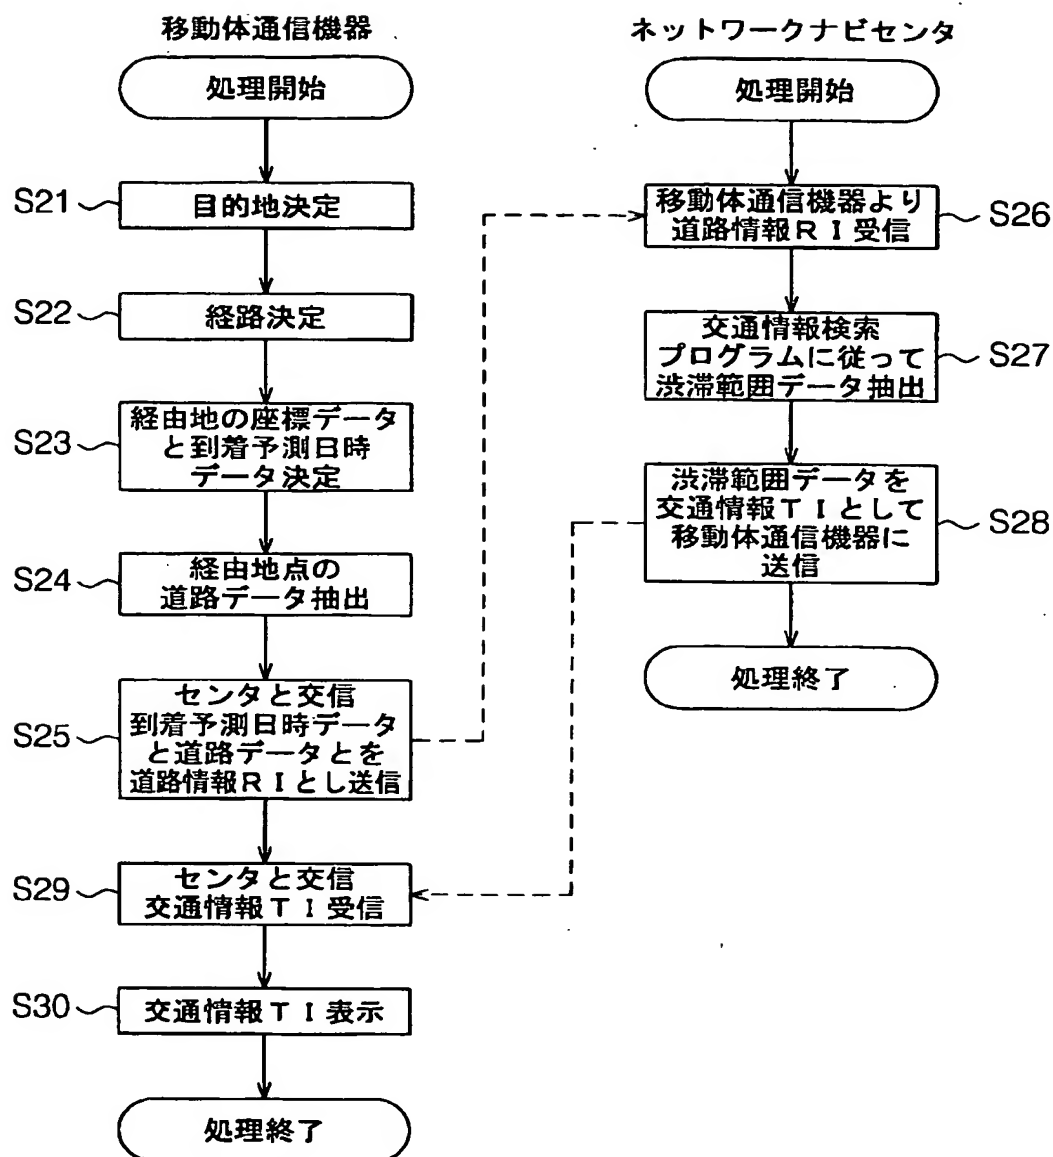 移動体通信機器
処理開始
S21
目的地決定
S22
経路決定
S23
経由地の座標データ
と到着予測日時
データ決定
S24
経由地点の
道路データ抽出
S25
センタと交信
到着予測日時データ
と道路データとを
道路情報RIとし送信
S29
センタと交信
交通情報TI受信
S30
交通情報TI表示
処理終了
ネットワークナビセンタ
処理開始
移動体通信機器より
道路情報RI受信
S26
交通情報検索
プログラムに従って
渋滞範囲データ抽出
S27
渋滞範囲データを
交通情報TIとして
移動体通信機器に
送信
S28
処理終了